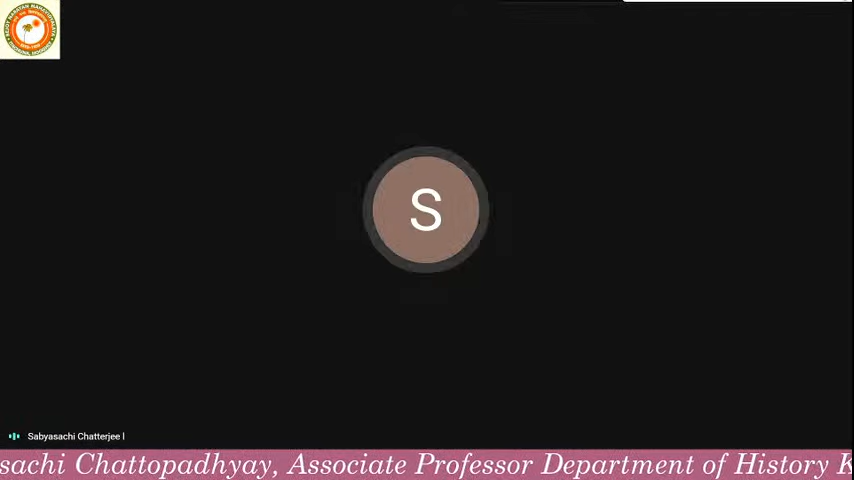 S
Sabyasachi Chatterjee l
sachi Chattopadhyay, Associate Professor Department of History K